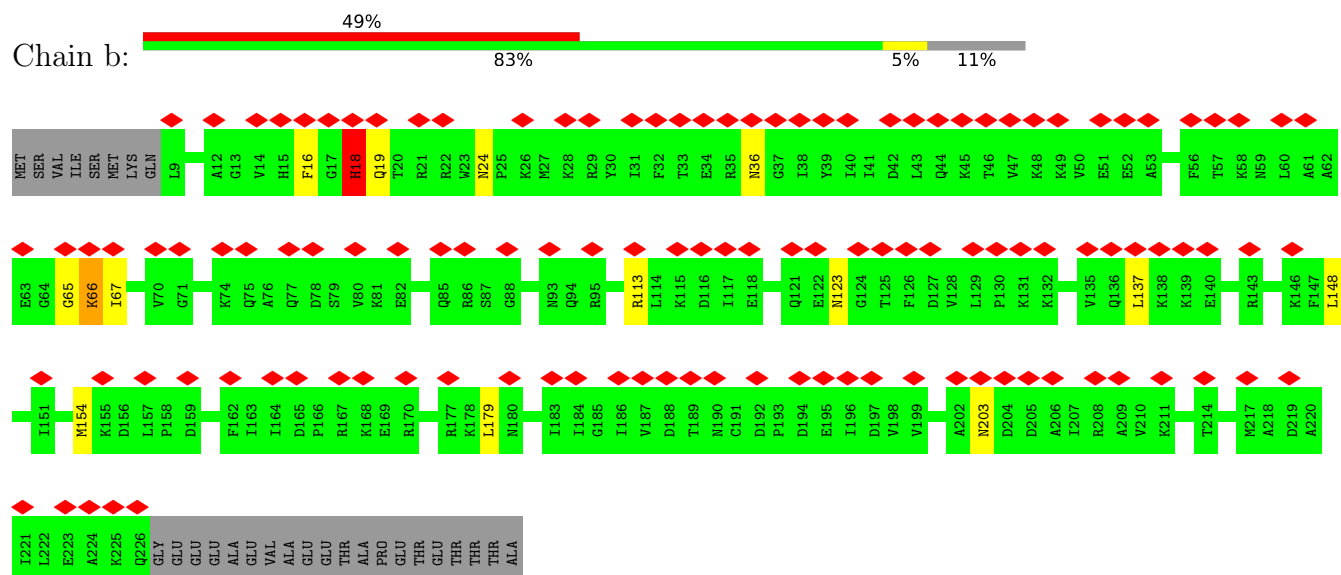 49%
Chain b:
83% 5% 11%
MET SER VAL ILE SER MET LYS GLN L9 A12 G13 V14 H15 F16 G17 H18 Q19 T20 R21 R22 W23 N24 P25 K26 M27 K28 R29 Y30 I31 F32 T33 E34 R35 N36 G37 I38 Y39 I40 I41 D42 L43 Q44 K45 T46 V47 K48 K49 V50 E51 E52 A53 F56 T57 K58 N59 L60 A61 A62
E63 G64 G65 K66 I67 V70 G71 K74 Q75 A76 Q77 D78 S79 V80 K81 E82 Q85 R86 S87 G88 N93 Q94 R95 R113 L114 K115 D116 I117 E118 Q121 E122 N123 G124 T125 F126 D127 V128 L129 P130 K131 K132 V135 Q136 L137 K138 K139 E140 R143 K146 F147 L148
I151 M154 K155 D156 L157 P158 D159 F162 I163 I164 D165 P166 R167 K168 E169 R170 R177 K178 L179 N180 I183 I184 G185 I186 V187 D188 T189 N190 C191 D192 P193 D194 E195 I196 D197 V198 V199 A202 N203 D204 D205 A206 I207 R208 A209 V210 K211 T214 M217 A218 D219 A220
I221 L222 E223 A224 K225 Q226 GLY GLU GLU GLU ALA GLU VAL ALA GLU GLU THR ALA PRO GLU THR GLU THR THR THR ALA